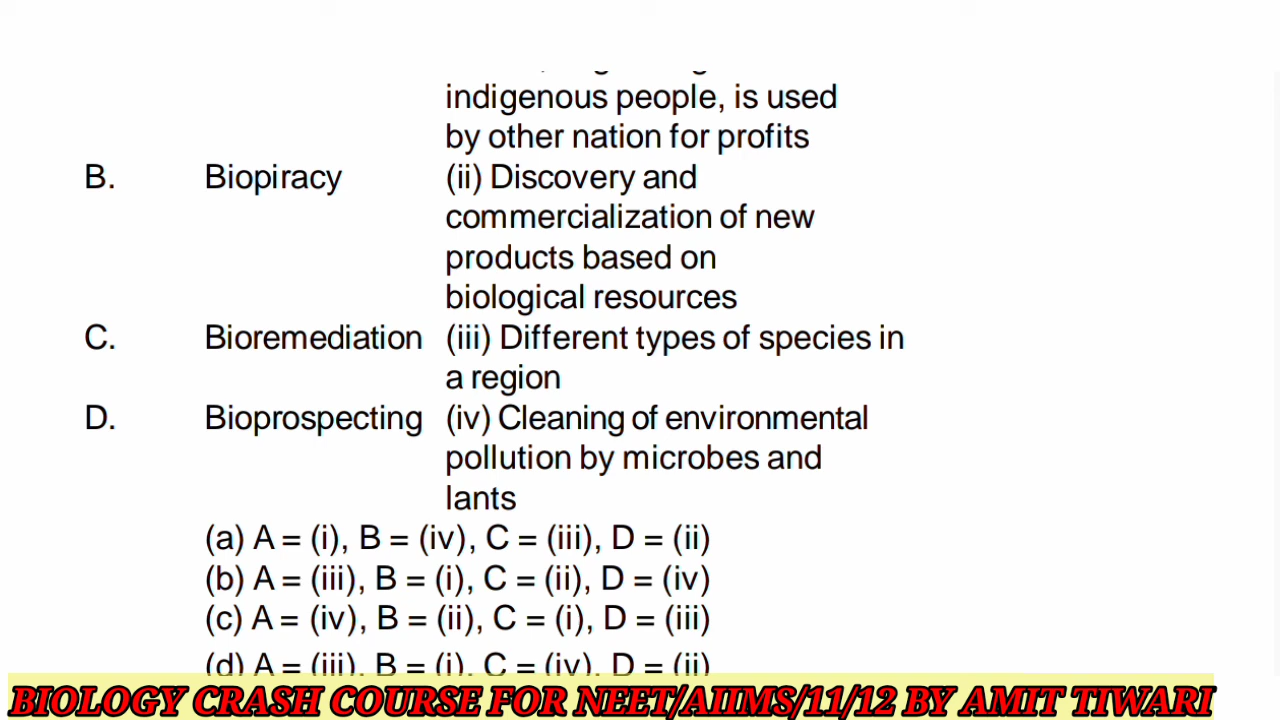 indigenous people, is used
by other nation for profits
B. Biopiracy (ii) Discovery and
commercialization of new
products based on
biological resources
C. Bioremediation (iii) Different types of species in
a region
D. Bioprospecting (iv) Cleaning of environmental
pollution by microbes and
lants
(a) A = (i), B = (iv), C = (iii), D = (ii)
(b) A = (iii), B = (i), C = (ii), D = (iv)
(c) A = (iv), B = (ii), C = (i), D = (iii)
(d) A = (iii), B = (i), C = (iv), D = (ii)
BIOLOGY CRASH COURSE FOR NEET/AIIMS/11/12 BY AMIT TIWARI